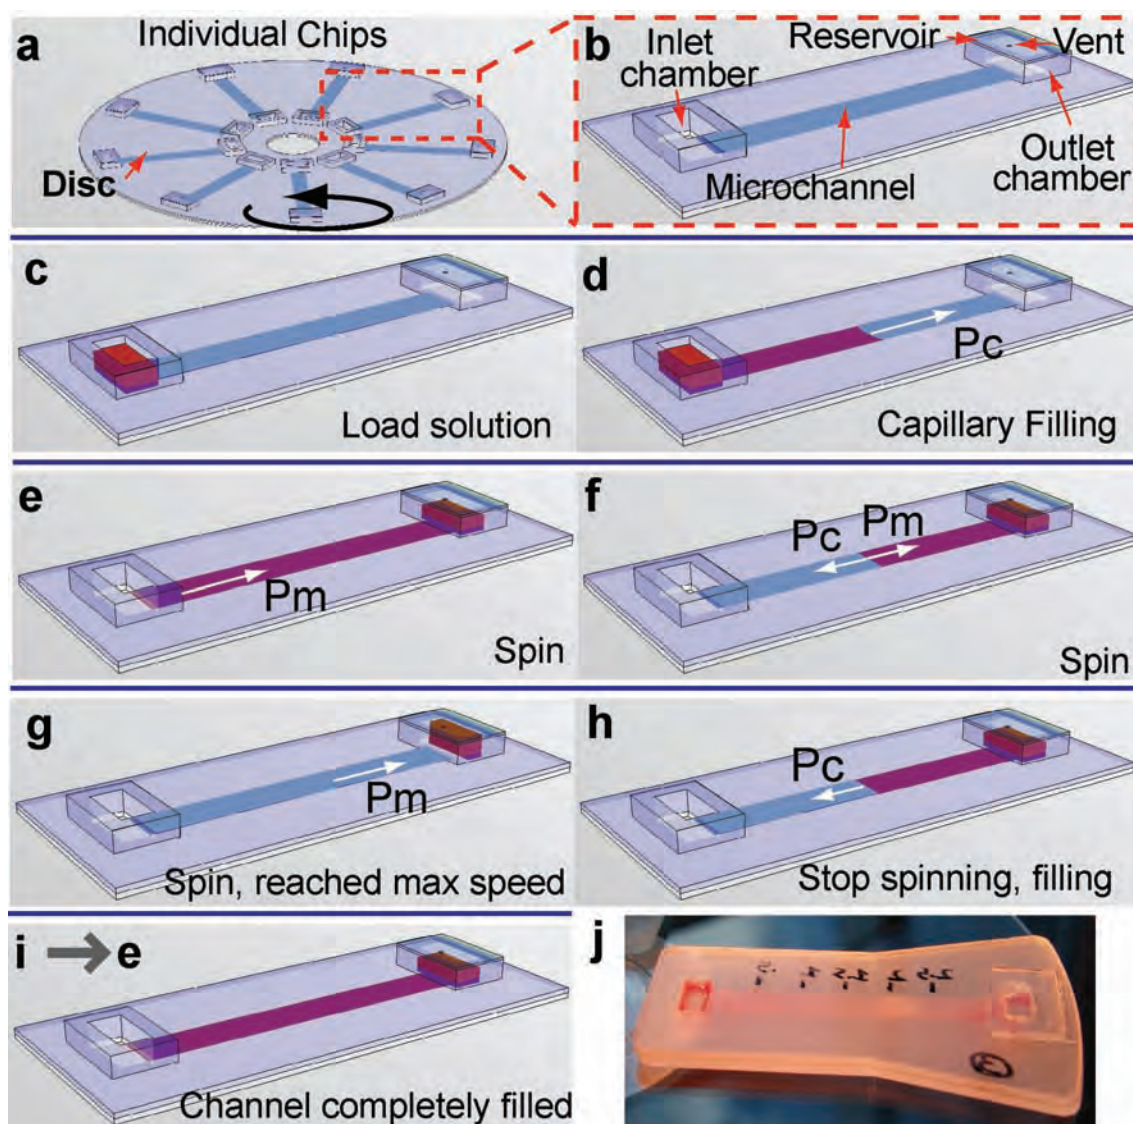 a
Individual Chips
Disc
b
Inlet
chamber
Reservoir
Vent
Microchannel
Outlet
chamber
c
Load solution
d
Pc
Capillary Filling
e
Pm
Spin
f
Pc Pm
Spin
g
Pm
Spin, reached max speed
h
Pc
Stop spinning, filling
i e
Channel completely filled
j